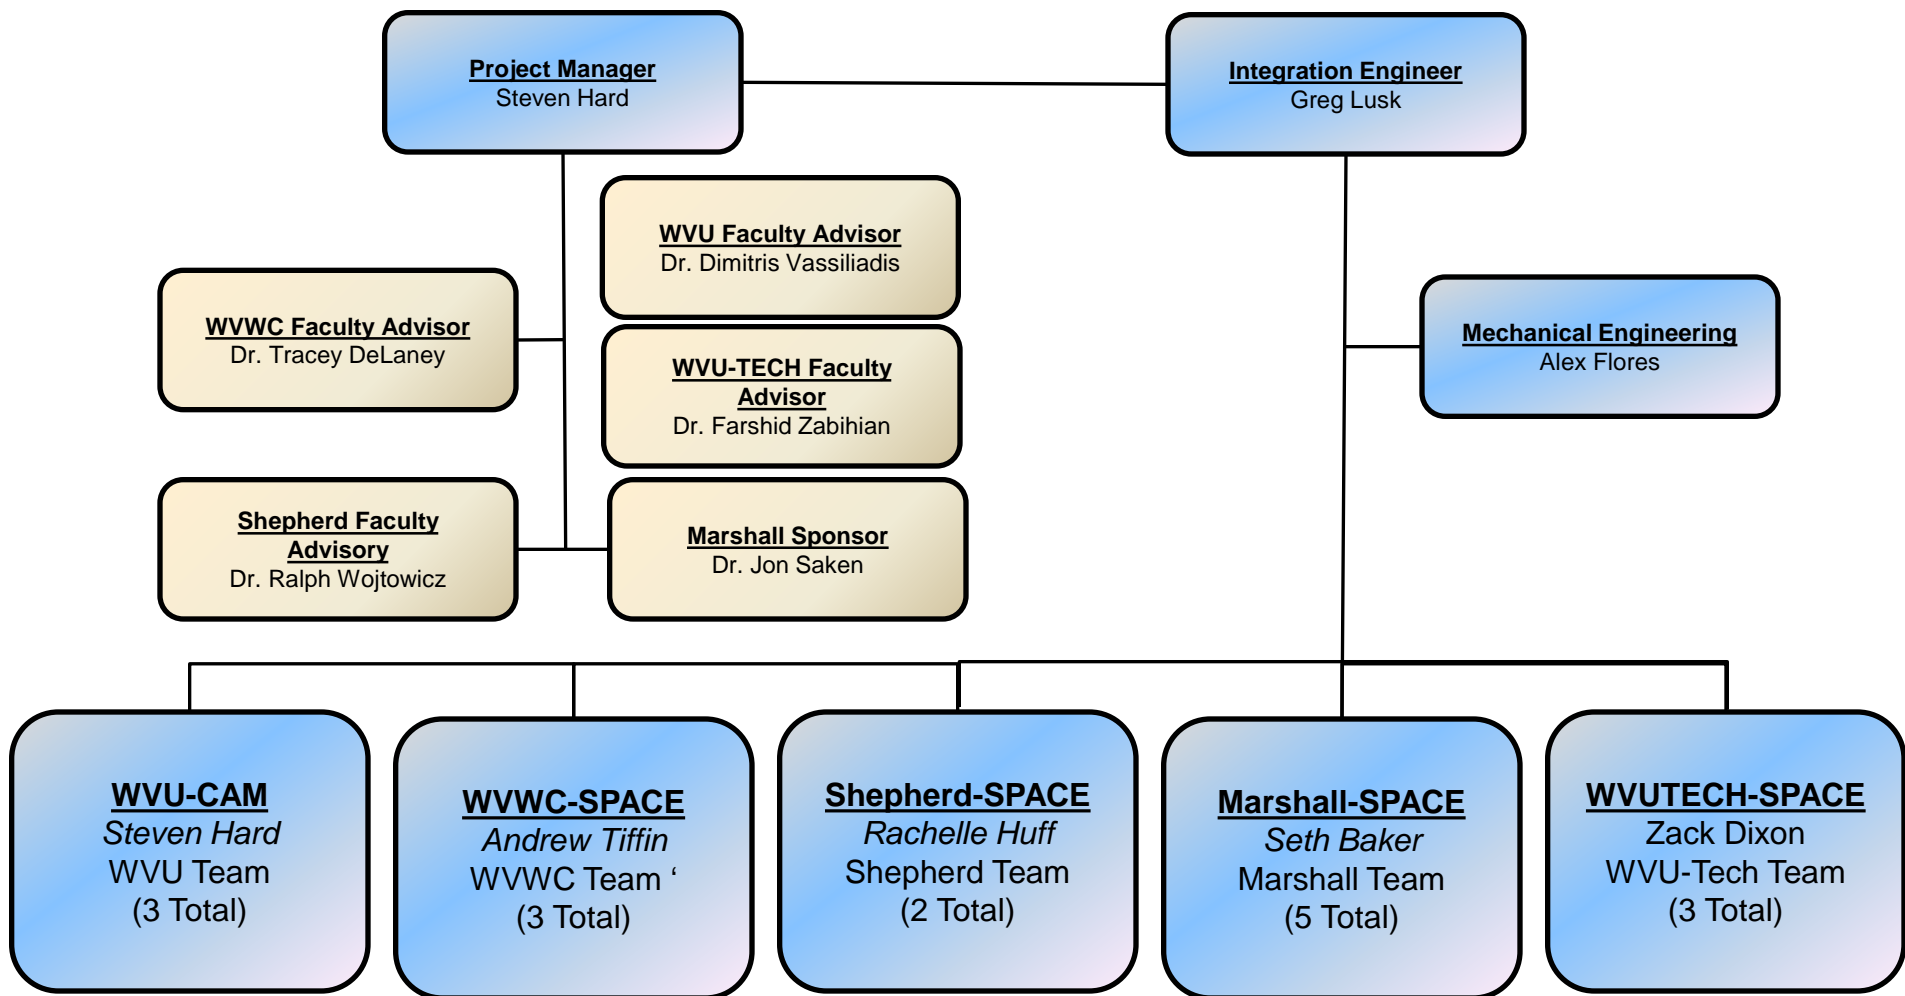 Project Manager
Steven Hard
Integration Engineer
Greg Lusk
WVU Faculty Advisor
Dr. Dimitris Vassiliadis
WVWC Faculty Advisor
Dr. Tracey DeLaney
Mechanical Engineering
Alex Flores
WVU-TECH Faculty
Advisor
Dr. Farshid Zabihian
Shepherd Faculty
Advisory
Dr. Ralph Wojtowicz
Marshall Sponsor
Dr. Jon Saken
WVU-CAM
Steven Hard
WVU Team
(3 Total)
WVWC-SPACE
Andrew Tiffin
WVWC Team ‘
(3 Total)
Shepherd-SPACE
Rachelle Huff
Shepherd Team
(2 Total)
Marshall-SPACE
Seth Baker
Marshall Team
(5 Total)
WVUTECH-SPACE
Zack Dixon
WVU-Tech Team
(3 Total)